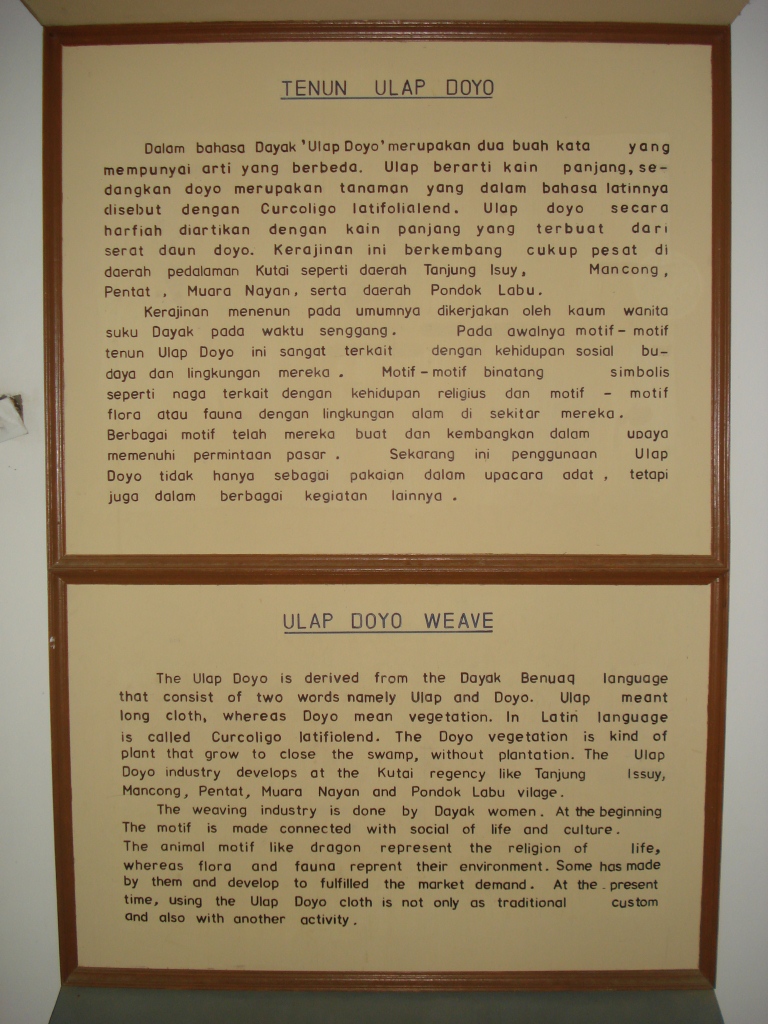 TENUN ULAP DOYO
Dalam bahasa Dayak 'Ulap Doyo' merupakan dua buah kata yang
mempunyai arti yang berbeda. Ulap berarti kain panjang, se-
dangkan doyo merupakan tanaman yang dalam bahasa latinnya
disebut dengan Curcoligo latifolialend. Ulap doyo secara
harfiah diartikan dengan kain panjang yang terbuat dari
serat daun doyo. Kerajinan ini berkembang cukup pesat di
daerah pedalaman Kutai seperti daerah Tanjung Isuy, Mancong,
Pentat , Muara Nayan, serta daerah Pondok Labu.
Kerajinan menenun pada umumnya dikerjakan oleh kaum wanita
suku Dayak pada waktu senggang. Pada awalnya motif - motif
tenun Ulap Doyo ini sangat terkait dengan kehidupan sosial bu-
daya dan lingkungan mereka . Motif - motif binatang simbolis
seperti naga terkait dengan kehidupan religius dan motif - motif
flora atau fauna dengan lingkungan alam di sekitar mereka .
Berbagai motif telah mereka buat dan kembangkan dalam upaya
memenuhi permintaan pasar . Sekarang ini penggunaan Ulap
Doyo tidak hanya sebagai pakaian dalam upacara adat , tetapi
juga dalam berbagai kegiatan lainnya .
ULAP DOYO WEAVE
The Ulap Doyo is derived from the Dayak Benuaq language
that consist of two words namely Ulap and Doyo. Ulap meant
long cloth, whereas Doyo mean vegetation. In Latin language
is called Curcoligo latifiolend. The Doyo vegetation is kind of
plant that grow to close the swamp, without plantation. The Ulap
Doyo industry develops at the Kutai regency like Tanjung Issuy,
Mancong, Pentat, Muara Nayan and Pondok Labu vilage.
The weaving industry is done by Dayak women. At the beginning
The motif is made connected with social of life and culture.
The animal motif like dragon represent the religion of life,
whereas flora and fauna reprent their environment. Some has made
by them and develop to fulfilled the market demand. At the present
time, using the Ulap Doyo cloth is not only as traditional custom
and also with another activity .